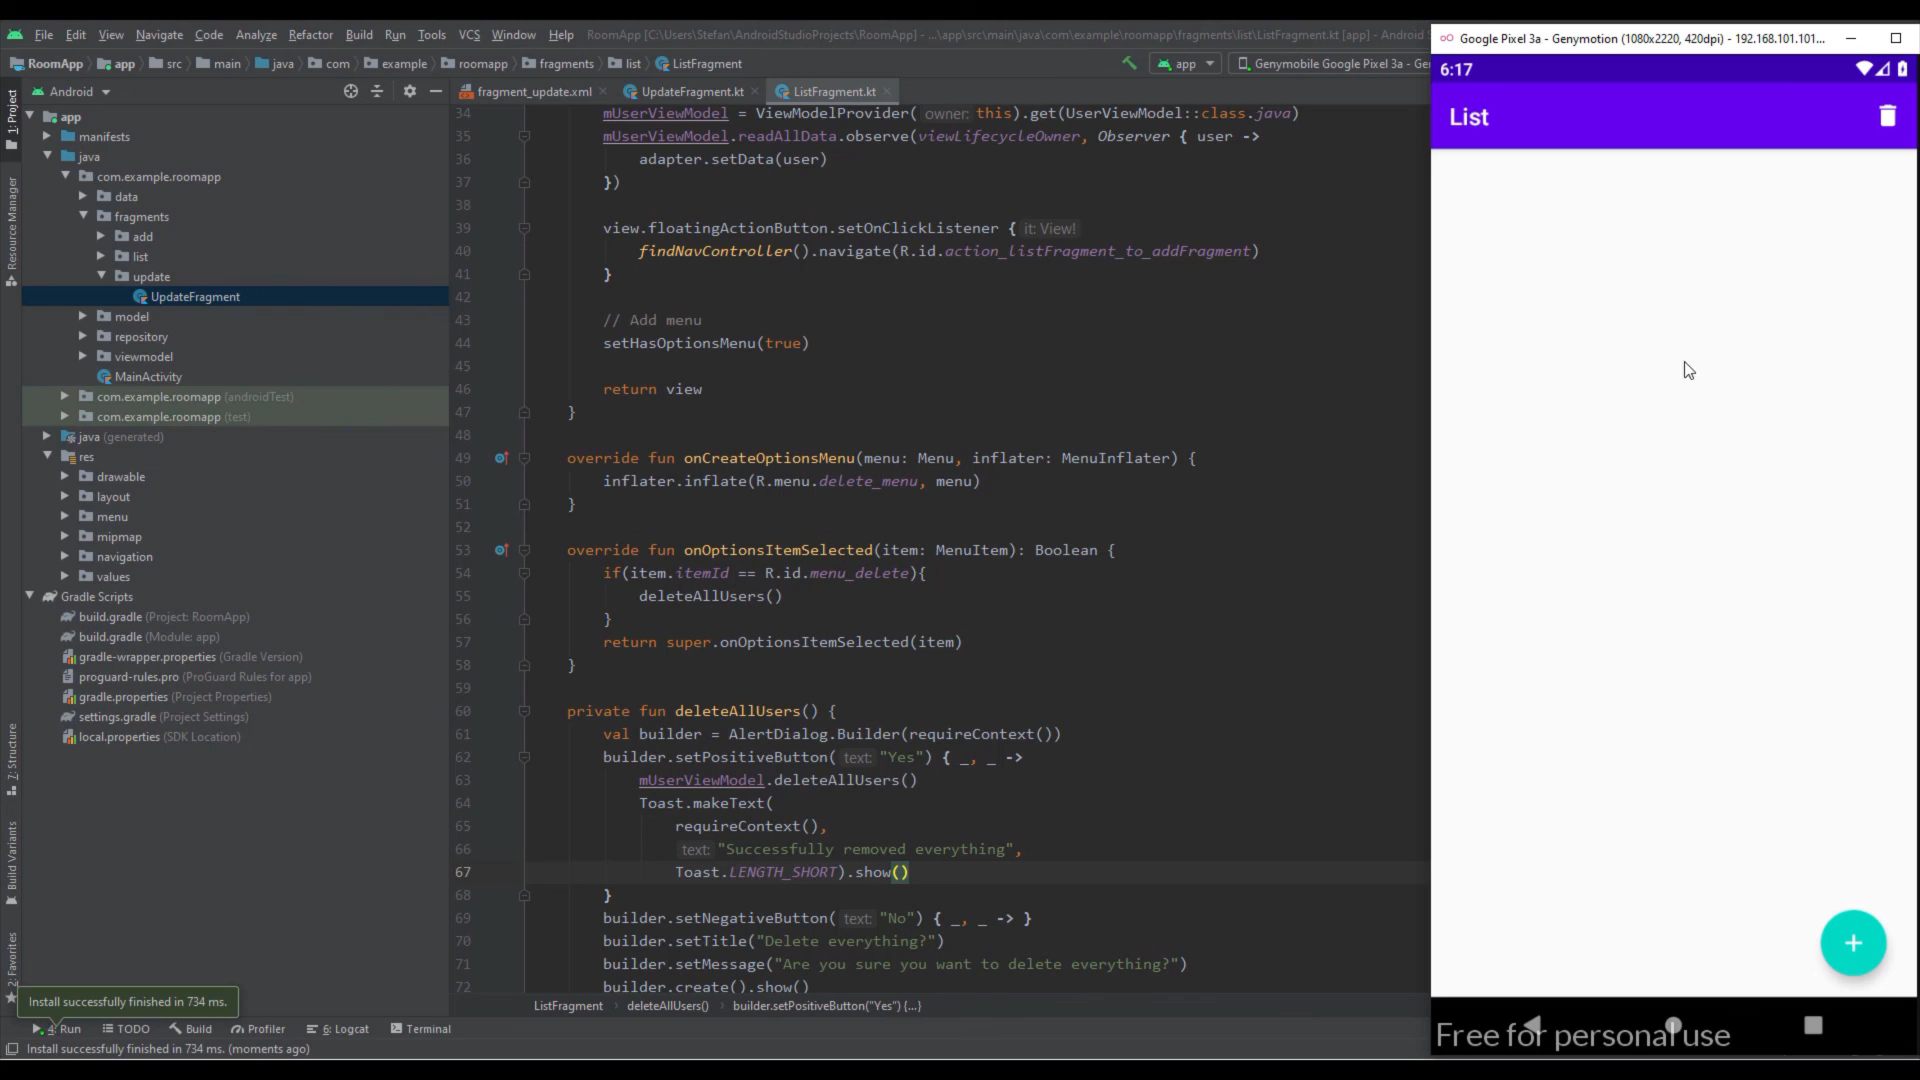 File Edit View Navigate Code Analyze Refactor Build Run Tools VCS Window Help RoomApp [C:\Users\Stefan\AndroidStudioProjects\RoomApp] - ...\app\src\main\java\com\example\roomapp\fragments\list\ListFragment.kt [app] - Android Studio
RoomApp app src main java com example roomapp fragments list ListFragment app Genymobile Google Pixel 3a - Ge
Android
app
manifests
java
com.example.roomapp
data
fragments
add
list
update
UpdateFragment
model
repository
viewmodel
MainActivity
com.example.roomapp (androidTest)
com.example.roomapp (test)
java (generated)
res
drawable
layout
menu
mipmap
navigation
values
Gradle Scripts
build.gradle (Project: RoomApp)
build.gradle (Module: app)
gradle-wrapper.properties (Gradle Version)
proguard-rules.pro (ProGuard Rules for app)
gradle.properties (Project Properties)
settings.gradle (Project Settings)
local.properties (SDK Location)
1: Project
Resource Manager
7: Structure
Build Variants
2: Favorites
fragment_update.xml UpdateFragment.kt ListFragment.kt
34 mUserViewModel = ViewModelProvider( owner: this).get(UserViewModel::class.java)
35 mUserViewModel.readAllData.observe(viewLifecycleOwner, Observer { user ->
36 adapter.setData(user)
37 })
38
39 view.floatingActionButton.setOnClickListener { it: View!
40 findNavController().navigate(R.id.action_listFragment_to_addFragment)
41 }
42
43 // Add menu
44 setHasOptionsMenu(true)
45
46 return view
47 }
48
49 override fun onCreateOptionsMenu(menu: Menu, inflater: MenuInflater) {
50 inflater.inflate(R.menu.delete_menu, menu)
51 }
52
53 override fun onOptionsItemSelected(item: MenuItem): Boolean {
54 if(item.itemId == R.id.menu_delete){
55 deleteAllUsers()
56 }
57 return super.onOptionsItemSelected(item)
58 }
59
60 private fun deleteAllUsers() {
61 val builder = AlertDialog.Builder(requireContext())
62 builder.setPositiveButton( text: "Yes") { _, _ ->
63 mUserViewModel.deleteAllUsers()
64 Toast.makeText(
65 requireContext(),
66 text: "Successfully removed everything",
67 Toast.LENGTH_SHORT).show()
68 }
69 builder.setNegativeButton( text: "No") { _, _ -> }
70 builder.setTitle("Delete everything?")
71 builder.setMessage("Are you sure you want to delete everything?")
72 builder.create().show()
ListFragment › deleteAllUsers() › builder.setPositiveButton("Yes") {...}
Install successfully finished in 734 ms.
4: Run TODO Build Profiler 6: Logcat Terminal
Install successfully finished in 734 ms. (moments ago)
Google Pixel 3a - Genymotion (1080x2220, 420dpi) - 192.168.101.101...
6:17
List
+
Free for personal use